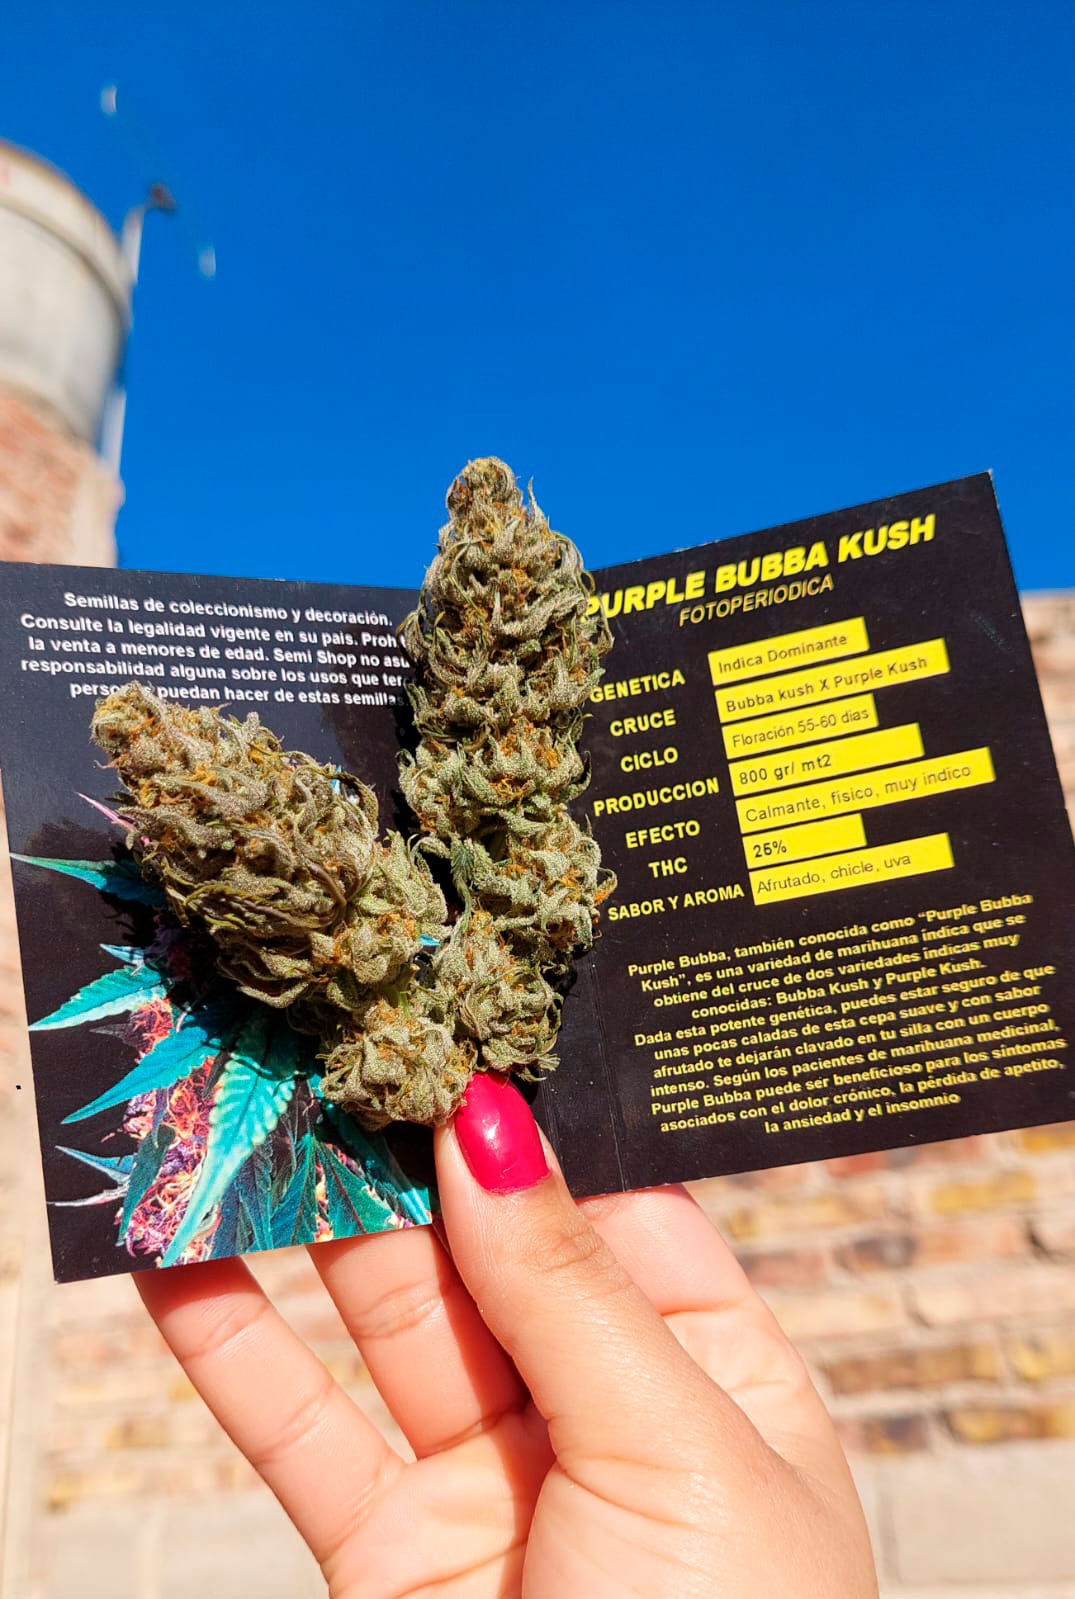 Semillas de coleccionismo y decoración.
Consulte la legalidad vigente en su pais. Proh
la venta a menores de edad. Semi Shop no asu
responsabilidad alguna sobre los usos que ter
puedan hacer de estas semillas
PURPLE BUBBA KUSH
FOTOPERIODICA
GENETICA Indica Dominante
CRUCE Bubba kush X Purple Kush
CICLO Floración 55-60 dias
PRODUCCION 800 gr/ mt2
EFECTO Calmante, físico, muy indico
THC 25%
SABOR Y AROMA Afrutado, chicle, uva
Purple Bubba, también conocida como “Purple Bubba
Kush”, es una variedad de marihuana índica que se
obtiene del cruce de dos variedades índicas muy
conocidas: Bubba Kush y Purple Kush.
Dada esta potente genética, puedes estar seguro de que
unas pocas caladas de esta cepa suave y con sabor
afrutado te dejarán clavado en tu silla con un cuerpo
intenso. Según los pacientes de marihuana medicinal,
Purple Bubba puede ser beneficioso para los síntomas
asociados con el dolor crónico, la pérdida de apetito,
la ansiedad y el insomnio